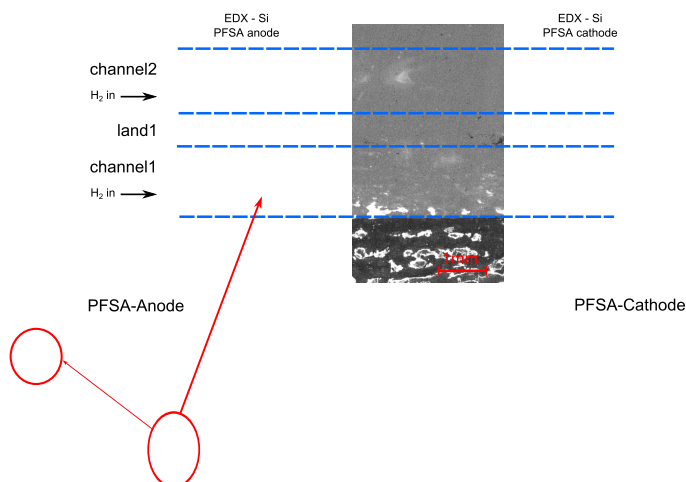 EDX - Si
PFSA anode
EDX - Si
PFSA cathode
channel2
H₂ in
land1
channel1
H₂ in
1mm
PFSA-Anode
PFSA-Cathode